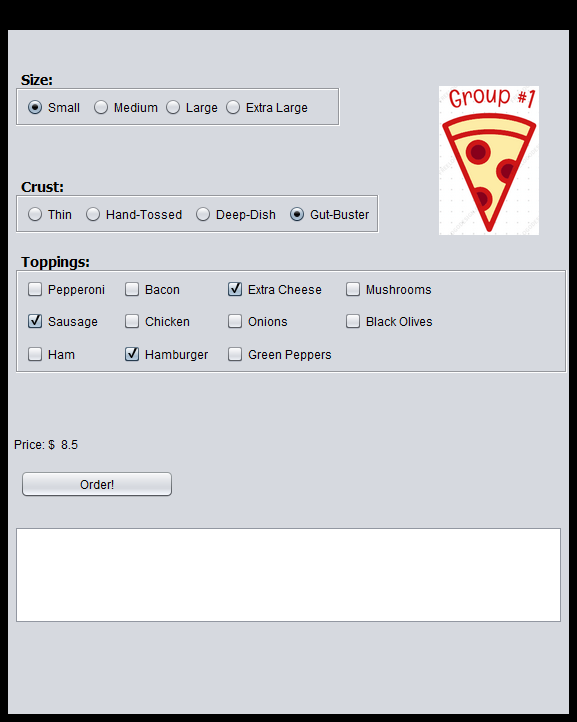 Size:
Small Medium Large Extra Large
Group #1
Crust:
Thin Hand-Tossed Deep-Dish Gut-Buster
Toppings:
Pepperoni Bacon Extra Cheese Mushrooms
Sausage Chicken Onions Black Olives
Ham Hamburger Green Peppers
Price: $ 8.5
Order!